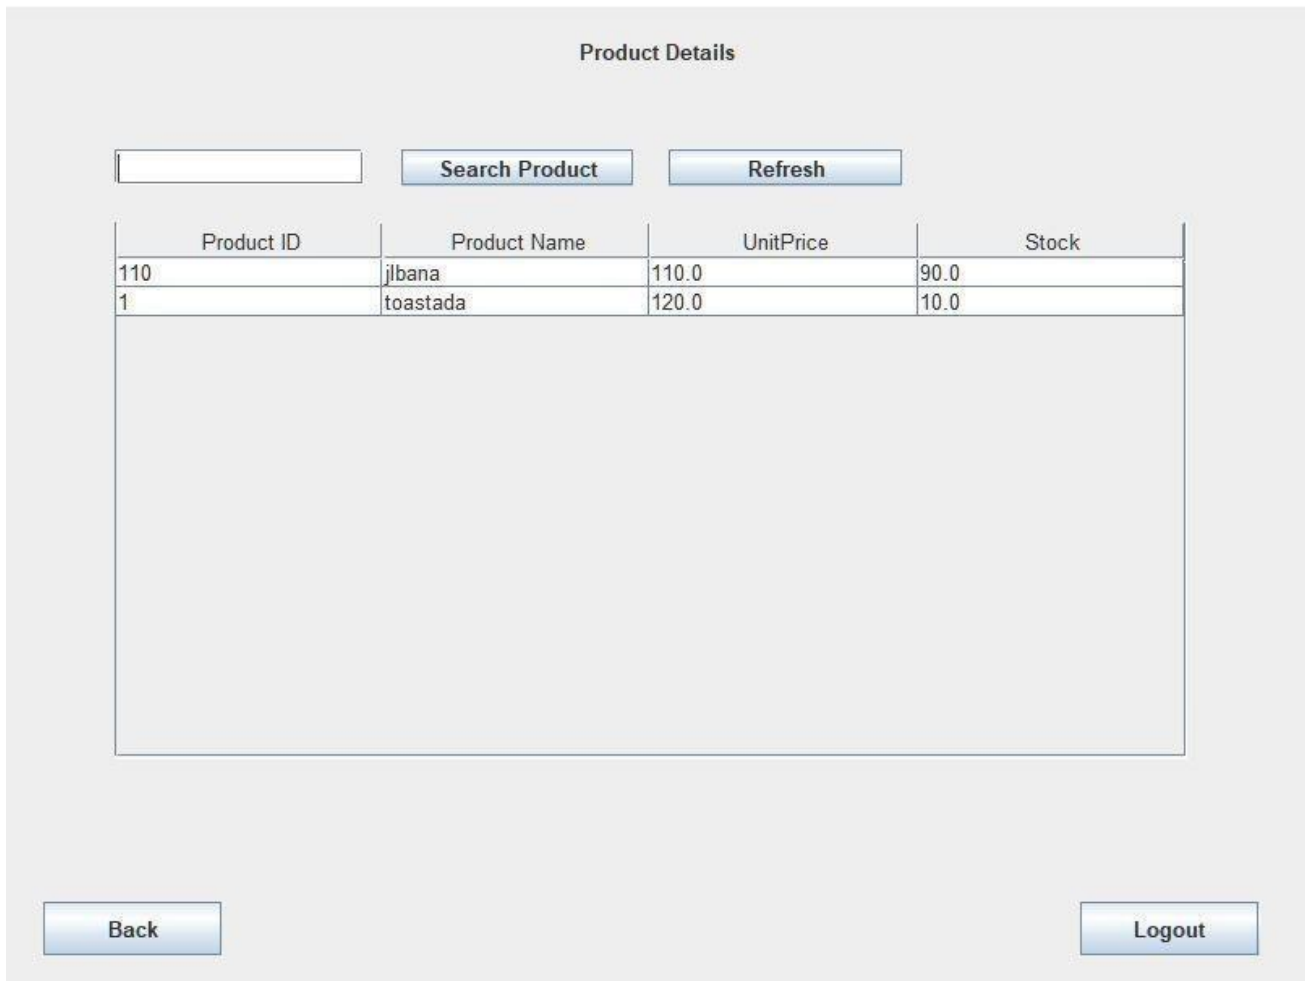 Product Details
Search Product Refresh
Product ID Product Name UnitPrice Stock
110 jlbana 110.0 90.0
1 toastada 120.0 10.0
Back Logout